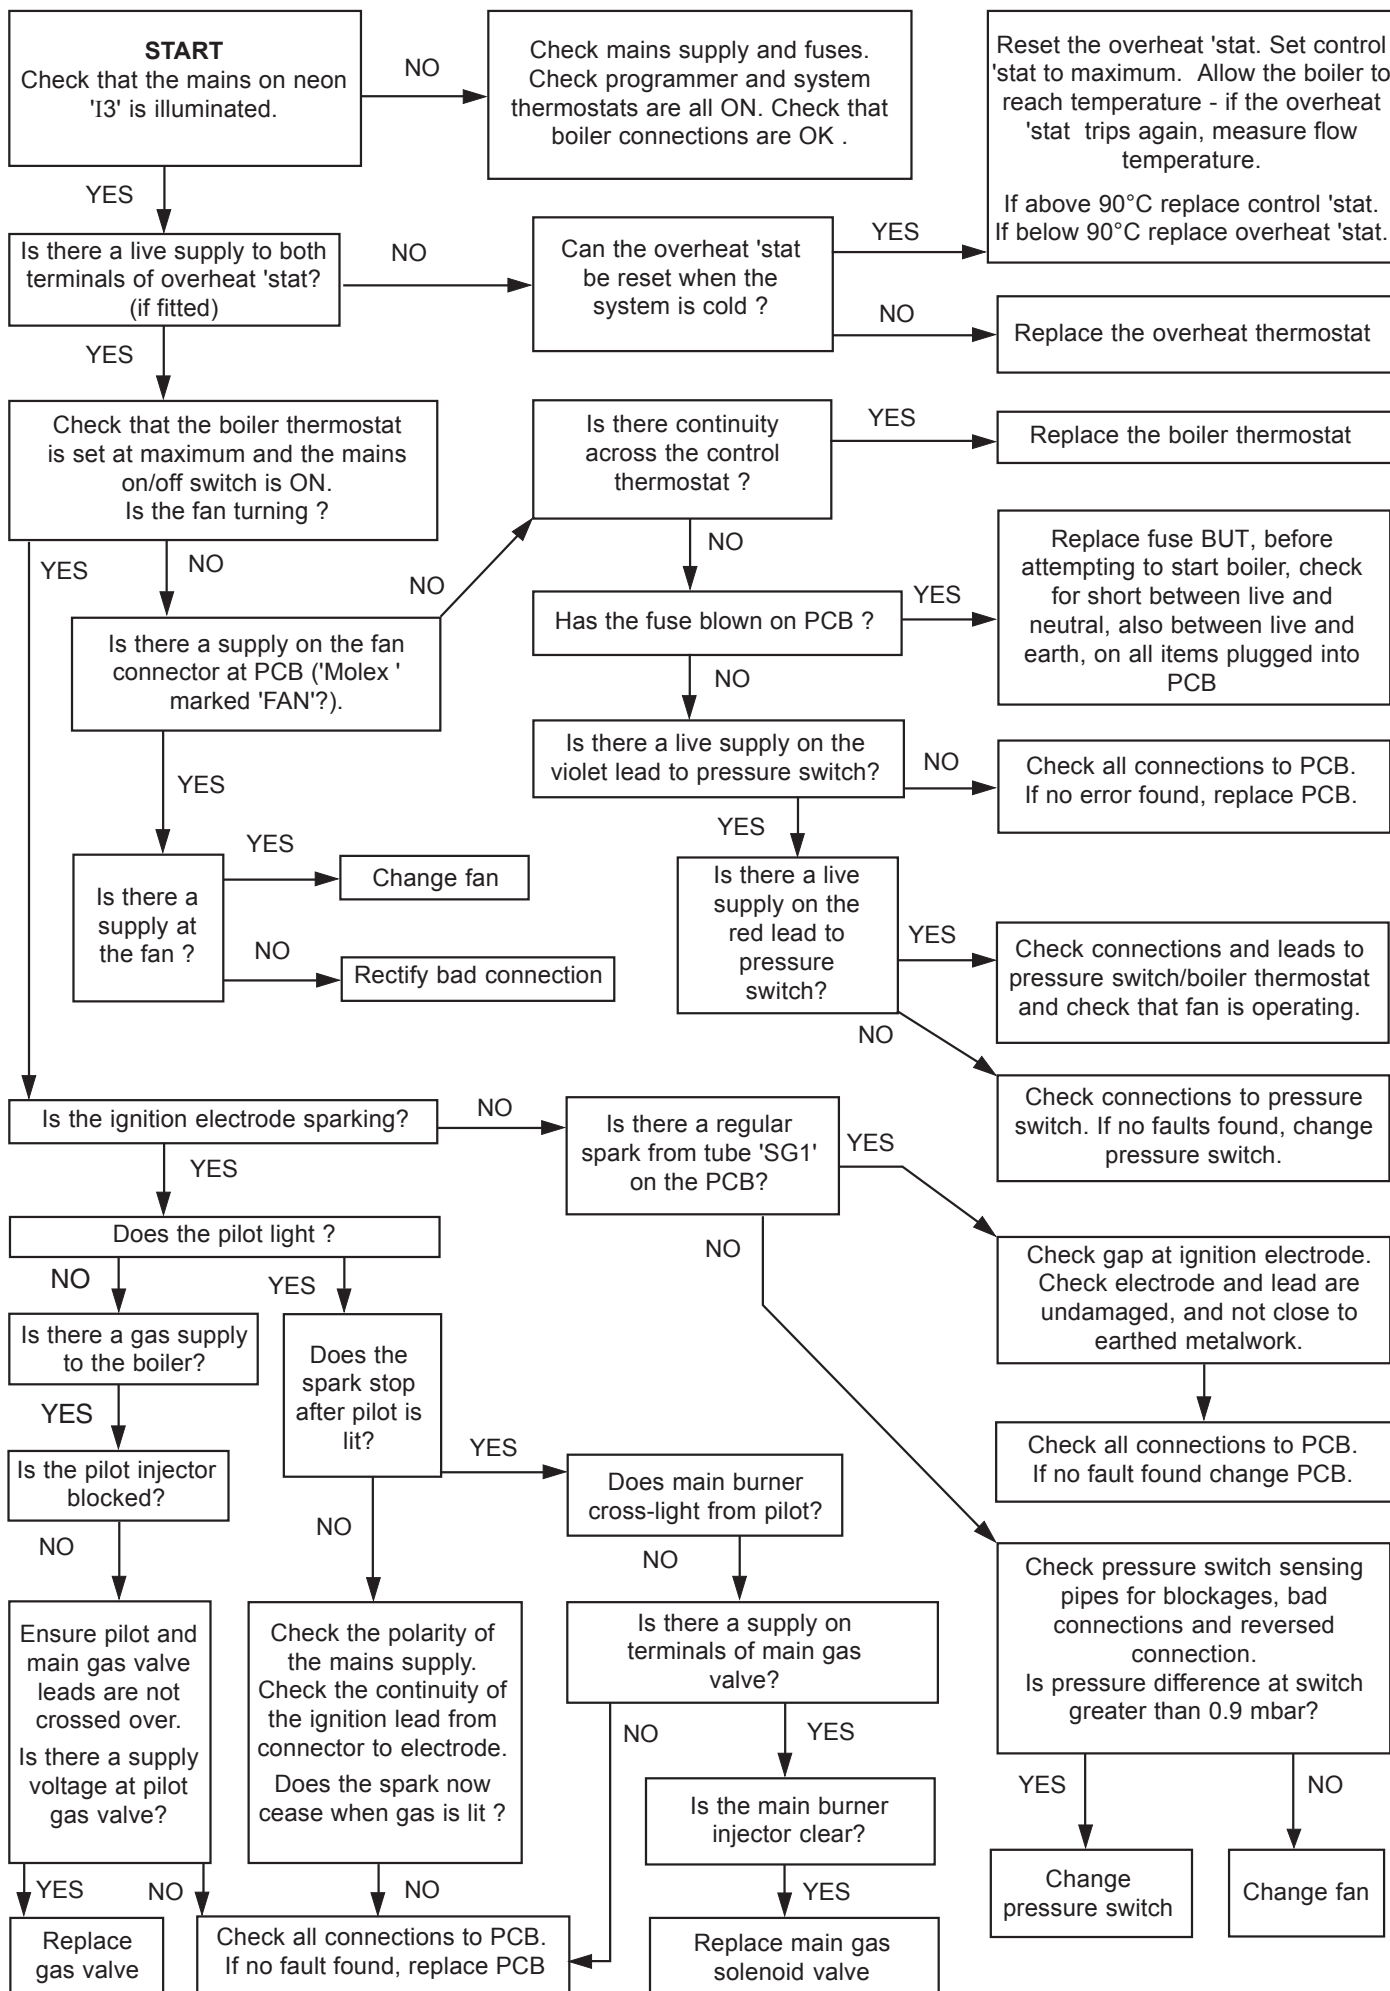 START
Check that the mains on neon
'I3' is illuminated.
NO
Check mains supply and fuses.
Check programmer and system
thermostats are all ON. Check that
boiler connections are OK .
Reset the overheat 'stat. Set control
'stat to maximum. Allow the boiler to
reach temperature - if the overheat
'stat trips again, measure flow
temperature.
If above 90°C replace control 'stat.
If below 90°C replace overheat 'stat.
YES
Is there a live supply to both
terminals of overheat 'stat?
(if fitted)
NO
Can the overheat 'stat
be reset when the
system is cold ?
YES
NO
Replace the overheat thermostat
YES
Check that the boiler thermostat
is set at maximum and the mains
on/off switch is ON.
Is the fan turning ?
Is there continuity
across the control
thermostat ?
YES
Replace the boiler thermostat
YES
NO
NO
NO
Is there a supply on the fan
connector at PCB ('Molex '
marked 'FAN'?).
Has the fuse blown on PCB ?
YES
Replace fuse BUT, before
attempting to start boiler, check
for short between live and
neutral, also between live and
earth, on all items plugged into
PCB
NO
Is there a live supply on the
violet lead to pressure switch?
NO
Check all connections to PCB.
If no error found, replace PCB.
YES
YES
Is there a
supply at
the fan ?
YES
Change fan
NO
Rectify bad connection
Is there a live
supply on the
red lead to
pressure
switch?
YES
Check connections and leads to
pressure switch/boiler thermostat
and check that fan is operating.
NO
Check connections to pressure
switch. If no faults found, change
pressure switch.
Is the ignition electrode sparking?
NO
Is there a regular
spark from tube 'SG1'
on the PCB?
YES
YES
Does the pilot light ?
NO
Check gap at ignition electrode.
Check electrode and lead are
undamaged, and not close to
earthed metalwork.
NO
YES
Is there a gas supply
to the boiler?
Does the
spark stop
after pilot is
lit?
Check all connections to PCB.
If no fault found change PCB.
YES
YES
Is the pilot injector
blocked?
Does main burner
cross-light from pilot?
NO
NO
NO
Check pressure switch sensing
pipes for blockages, bad
connections and reversed
connection.
Is pressure difference at switch
greater than 0.9 mbar?
Ensure pilot and
main gas valve
leads are not
crossed over.
Is there a supply
voltage at pilot
gas valve?
Check the polarity of
the mains supply.
Check the continuity of
the ignition lead from
connector to electrode.
Does the spark now
cease when gas is lit ?
Is there a supply on
terminals of main gas
valve?
NO
YES
Is the main burner
injector clear?
YES
NO
Change
pressure switch
Change fan
YES
NO
NO
YES
Replace
gas valve
Check all connections to PCB.
If no fault found, replace PCB
Replace main gas
solenoid valve